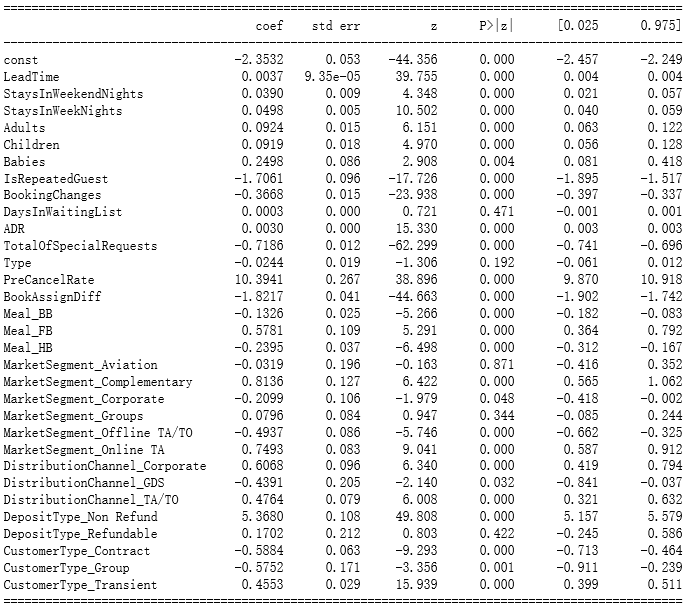 coef std err z P>|z| [0.025 0.975]
const -2.3532 0.053 -44.356 0.000 -2.457 -2.249
LeadTime 0.0037 9.35e-05 39.755 0.000 0.004 0.004
StaysInWeekendNights 0.0390 0.009 4.348 0.000 0.021 0.057
StaysInWeekNights 0.0498 0.005 10.502 0.000 0.040 0.059
Adults 0.0924 0.015 6.151 0.000 0.063 0.122
Children 0.0919 0.018 4.970 0.000 0.056 0.128
Babies 0.2498 0.086 2.908 0.004 0.081 0.418
IsRepeatedGuest -1.7061 0.096 -17.726 0.000 -1.895 -1.517
BookingChanges -0.3668 0.015 -23.938 0.000 -0.397 -0.337
DaysInWaitingList 0.0003 0.000 0.721 0.471 -0.001 0.001
ADR 0.0030 0.000 15.330 0.000 0.003 0.003
TotalOfSpecialRequests -0.7186 0.012 -62.299 0.000 -0.741 -0.696
Type -0.0244 0.019 -1.306 0.192 -0.061 0.012
PreCancelRate 10.3941 0.267 38.896 0.000 9.870 10.918
BookAssignDiff -1.8217 0.041 -44.663 0.000 -1.902 -1.742
Meal_BB -0.1326 0.025 -5.266 0.000 -0.182 -0.083
Meal_FB 0.5781 0.109 5.291 0.000 0.364 0.792
Meal_HB -0.2395 0.037 -6.498 0.000 -0.312 -0.167
MarketSegment_Aviation -0.0319 0.196 -0.163 0.871 -0.416 0.352
MarketSegment_Complementary 0.8136 0.127 6.422 0.000 0.565 1.062
MarketSegment_Corporate -0.2099 0.106 -1.979 0.048 -0.418 -0.002
MarketSegment_Groups 0.0796 0.084 0.947 0.344 -0.085 0.244
MarketSegment_Offline TA/TO -0.4937 0.086 -5.746 0.000 -0.662 -0.325
MarketSegment_Online TA 0.7493 0.083 9.041 0.000 0.587 0.912
DistributionChannel_Corporate 0.6068 0.096 6.340 0.000 0.419 0.794
DistributionChannel_GDS -0.4391 0.205 -2.140 0.032 -0.841 -0.037
DistributionChannel_TA/TO 0.4764 0.079 6.008 0.000 0.321 0.632
DepositType_Non Refund 5.3680 0.108 49.808 0.000 5.157 5.579
DepositType_Refundable 0.1702 0.212 0.803 0.422 -0.245 0.586
CustomerType_Contract -0.5884 0.063 -9.293 0.000 -0.713 -0.464
CustomerType_Group -0.5752 0.171 -3.356 0.001 -0.911 -0.239
CustomerType_Transient 0.4553 0.029 15.939 0.000 0.399 0.511